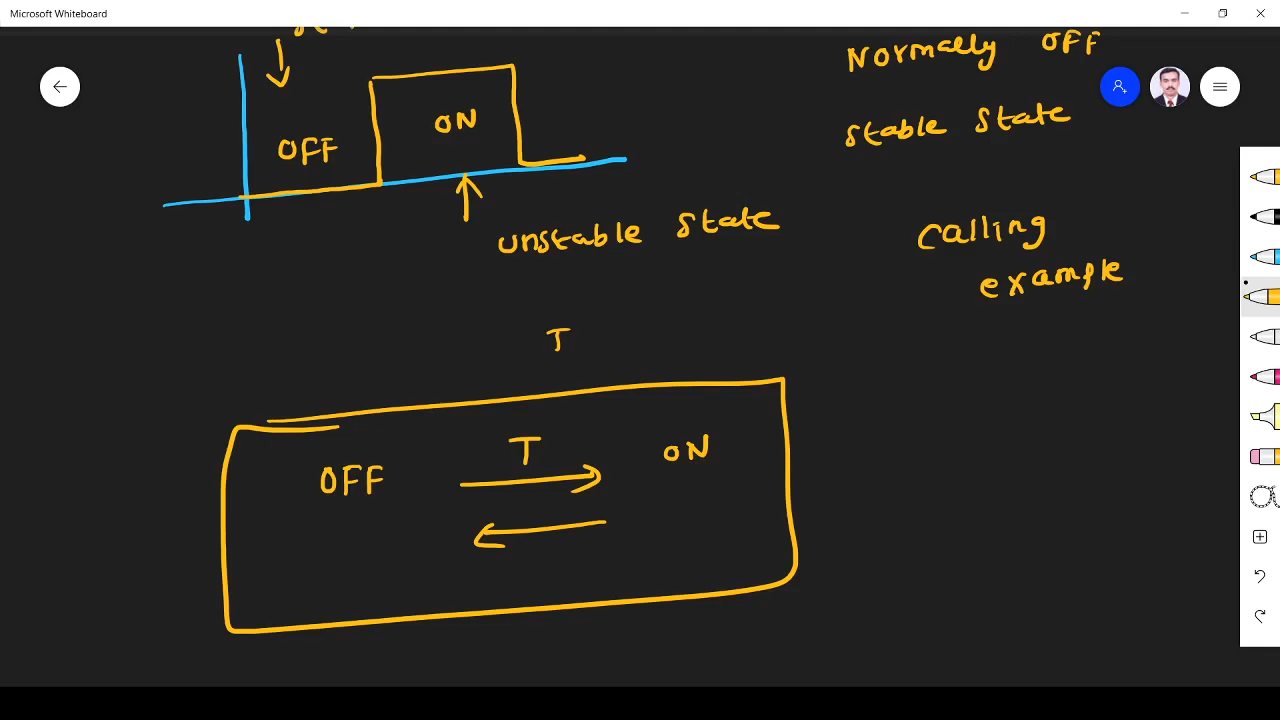 Microsoft Whiteboard
Normally OFF
ON
OFF
Stable State
unstable State
Calling
example
T
T
OFF
ON